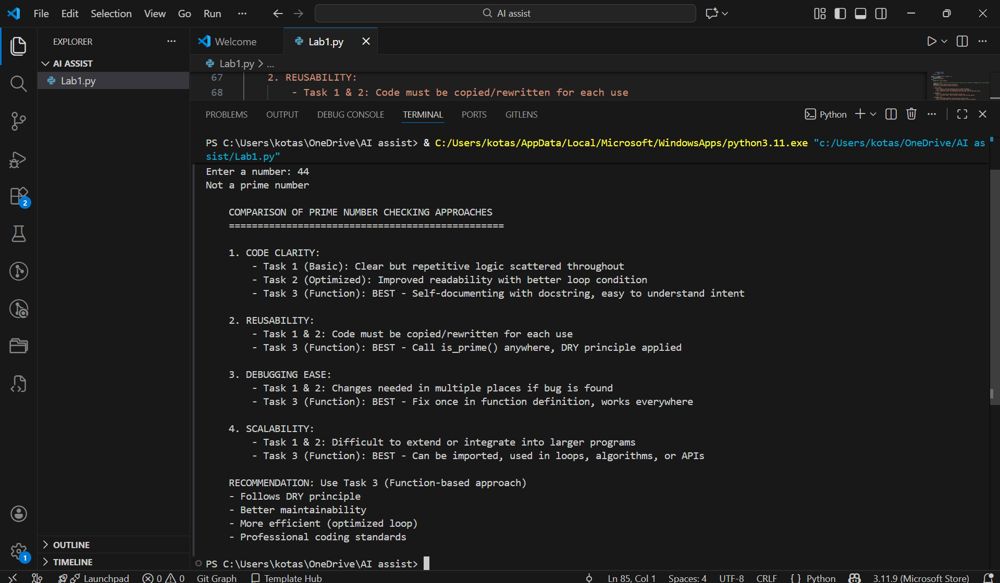 File Edit Selection View Go Run ··· AI assist
EXPLORER ···
Welcome Lab1.py
AI ASSIST
Lab1.py > ...
Lab1.py
67 2. REUSABILITY:
68 - Task 1 & 2: Code must be copied/rewritten for each use
PROBLEMS OUTPUT DEBUG CONSOLE TERMINAL PORTS GITLENS Python
PS C:\Users\kotas\OneDrive\AI assist> & C:/Users/kotas/AppData/Local/Microsoft/WindowsApps/python3.11.exe "c:/Users/kotas/OneDrive/AI as
sist/Lab1.py"
Enter a number: 44
Not a prime number
COMPARISON OF PRIME NUMBER CHECKING APPROACHES
================================================
1. CODE CLARITY:
- Task 1 (Basic): Clear but repetitive logic scattered throughout
- Task 2 (Optimized): Improved readability with better loop condition
- Task 3 (Function): BEST - Self-documenting with docstring, easy to understand intent
2. REUSABILITY:
- Task 1 & 2: Code must be copied/rewritten for each use
- Task 3 (Function): BEST - Call is_prime() anywhere, DRY principle applied
3. DEBUGGING EASE:
- Task 1 & 2: Changes needed in multiple places if bug is found
- Task 3 (Function): BEST - Fix once in function definition, works everywhere
4. SCALABILITY:
- Task 1 & 2: Difficult to extend or integrate into larger programs
- Task 3 (Function): BEST - Can be imported, used in loops, algorithms, or APIs
RECOMMENDATION: Use Task 3 (Function-based approach)
- Follows DRY principle
- Better maintainability
- More efficient (optimized loop)
- Professional coding standards
PS C:\Users\kotas\OneDrive\AI assist>
2
OUTLINE
1
TIMELINE
Launchpad 0 0 Git Graph Template Hub Ln 85, Col 1 Spaces: 4 UTF-8 CRLF { } Python 3.11.9 (Microsoft Store)